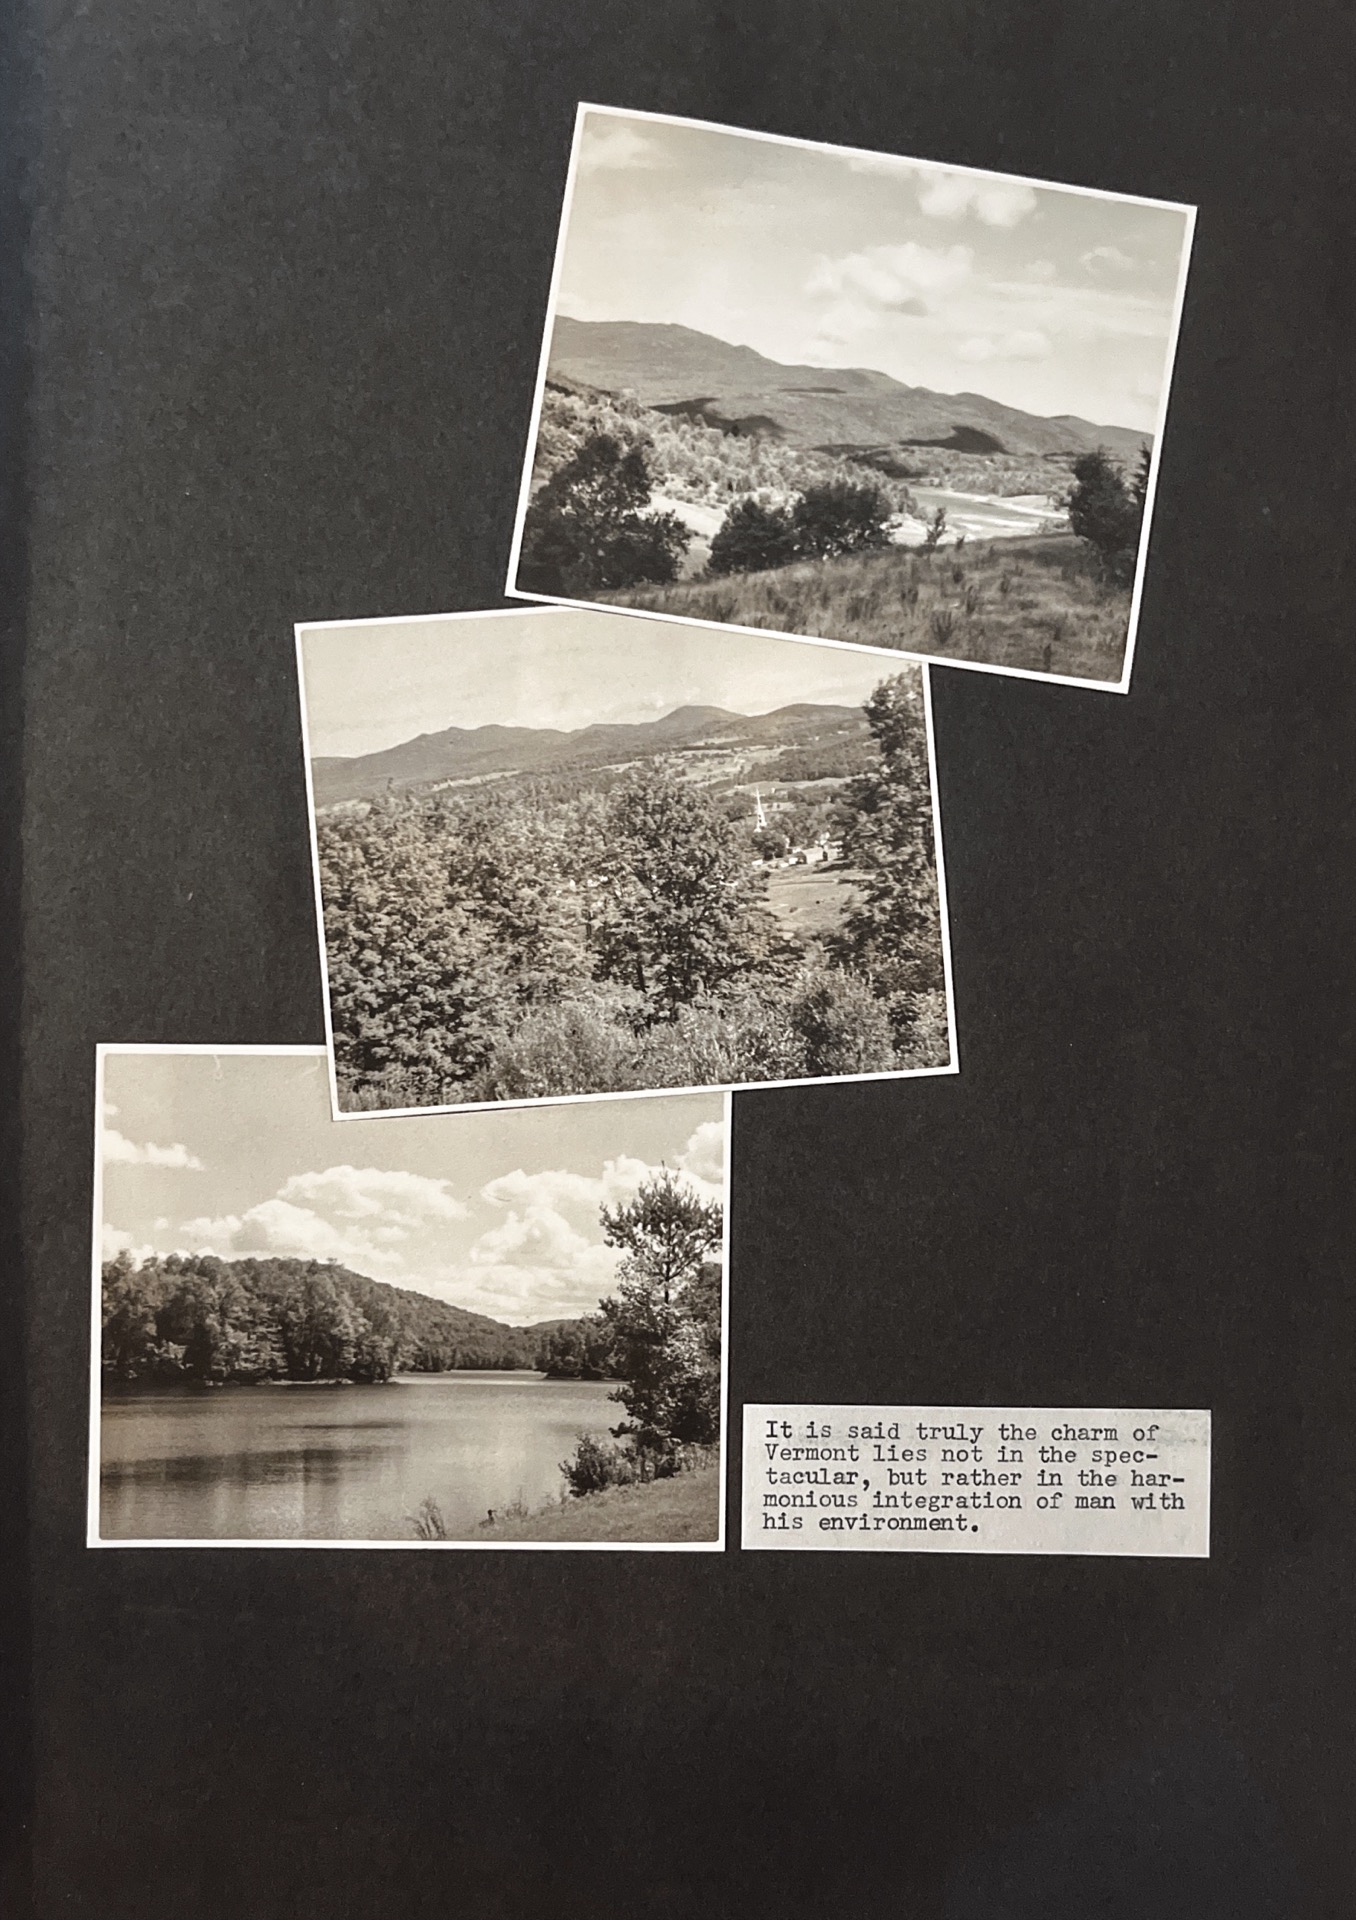 It is said truly the charm of
Vermont lies not in the spec-
tacular, but rather in the har-
monious integration of man with
his environment.